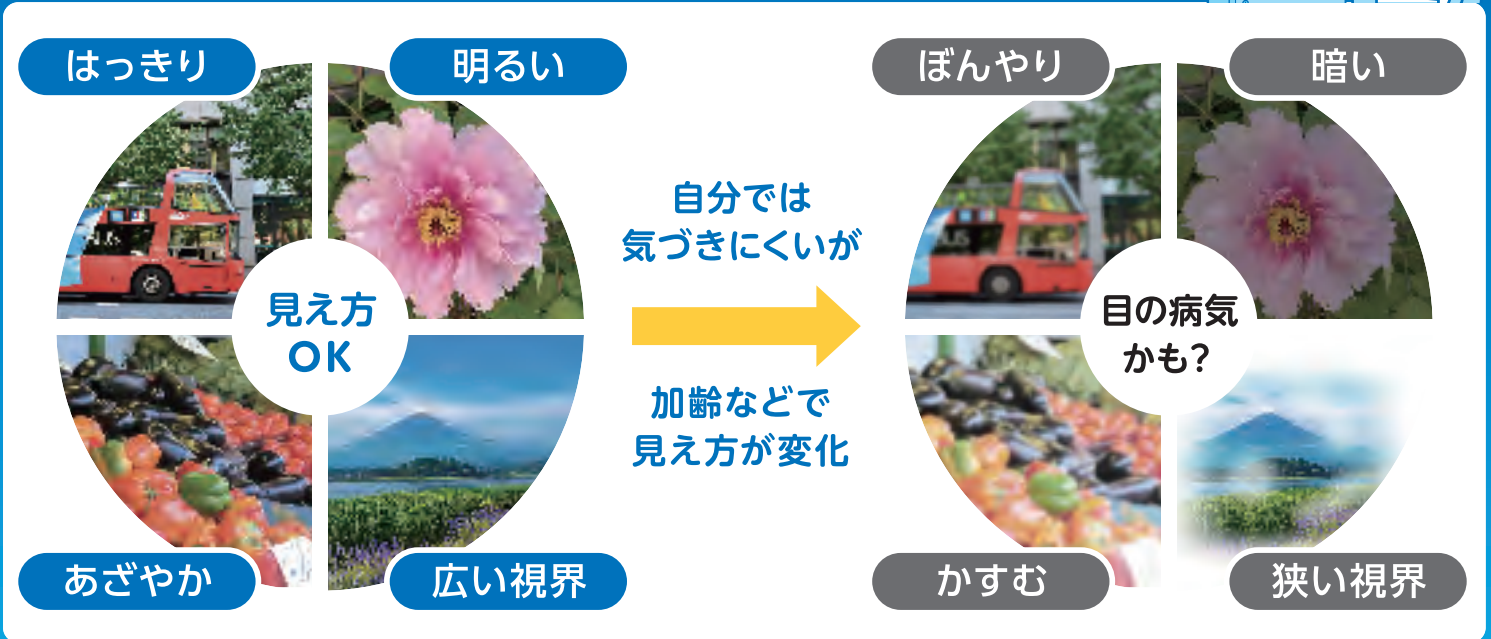 はっきり
明るい
見え方
OK
あざやか
広い視界
自分では
気づきにくいが
加齢などで
見え方が変化
ぼんやり
暗い
目の病気
かも?
かすむ
狭い視界